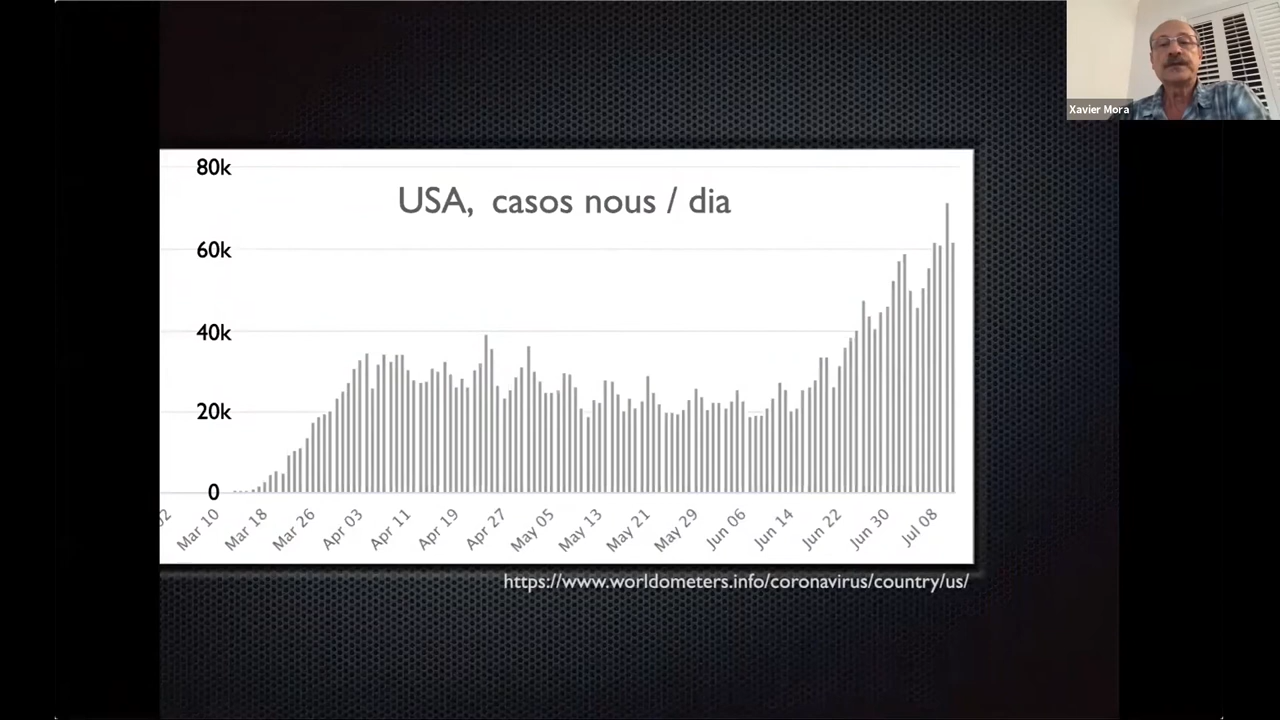 Xavier Mora
USA, casos nous / dia
80k
60k
40k
20k
0
02
Mar 10
Mar 18
Mar 26
Apr 03
Apr 11
Apr 19
Apr 27
May 05
May 13
May 21
May 29
Jun 06
Jun 14
Jun 22
Jun 30
Jul 08
https://www.worldometers.info/coronavirus/country/us/